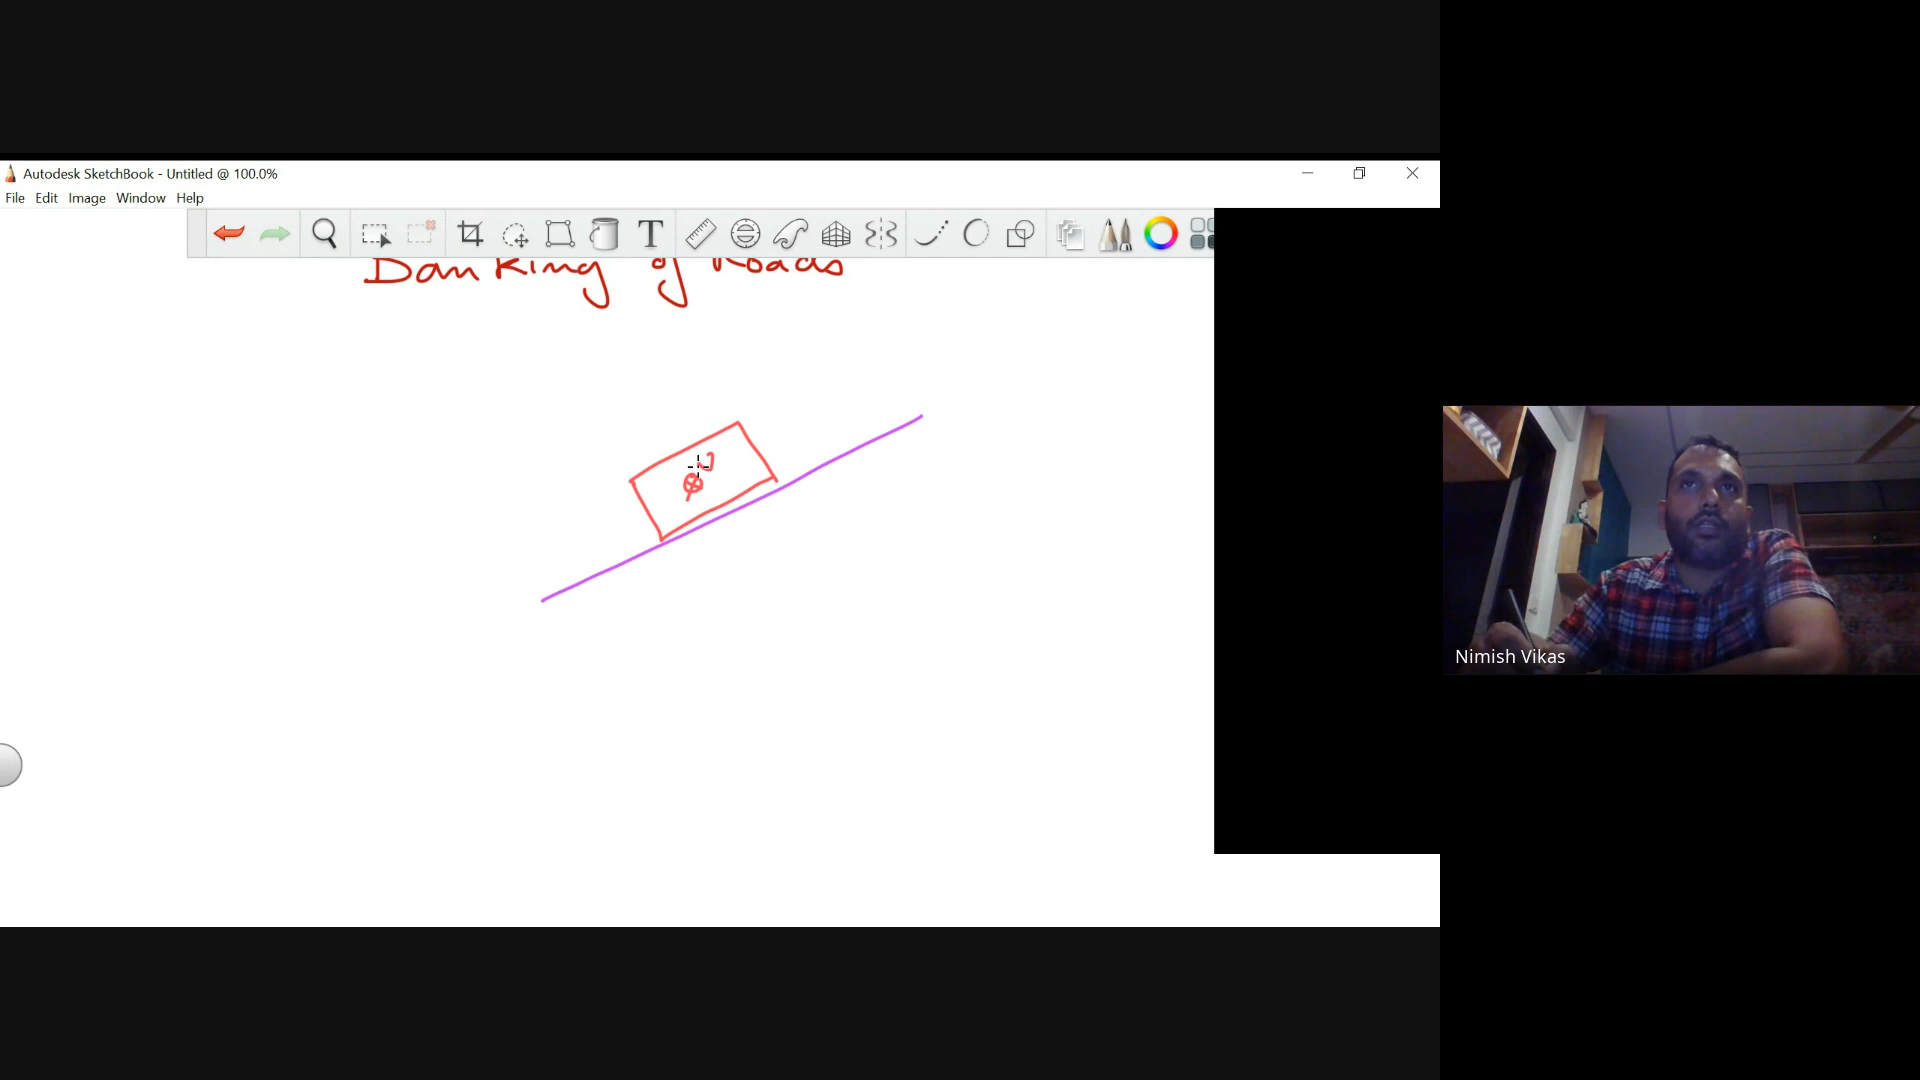 Autodesk SketchBook - Untitled @ 100.0%
File Edit Image Window Help
T
Banking of Roads
v
Nimish Vikas